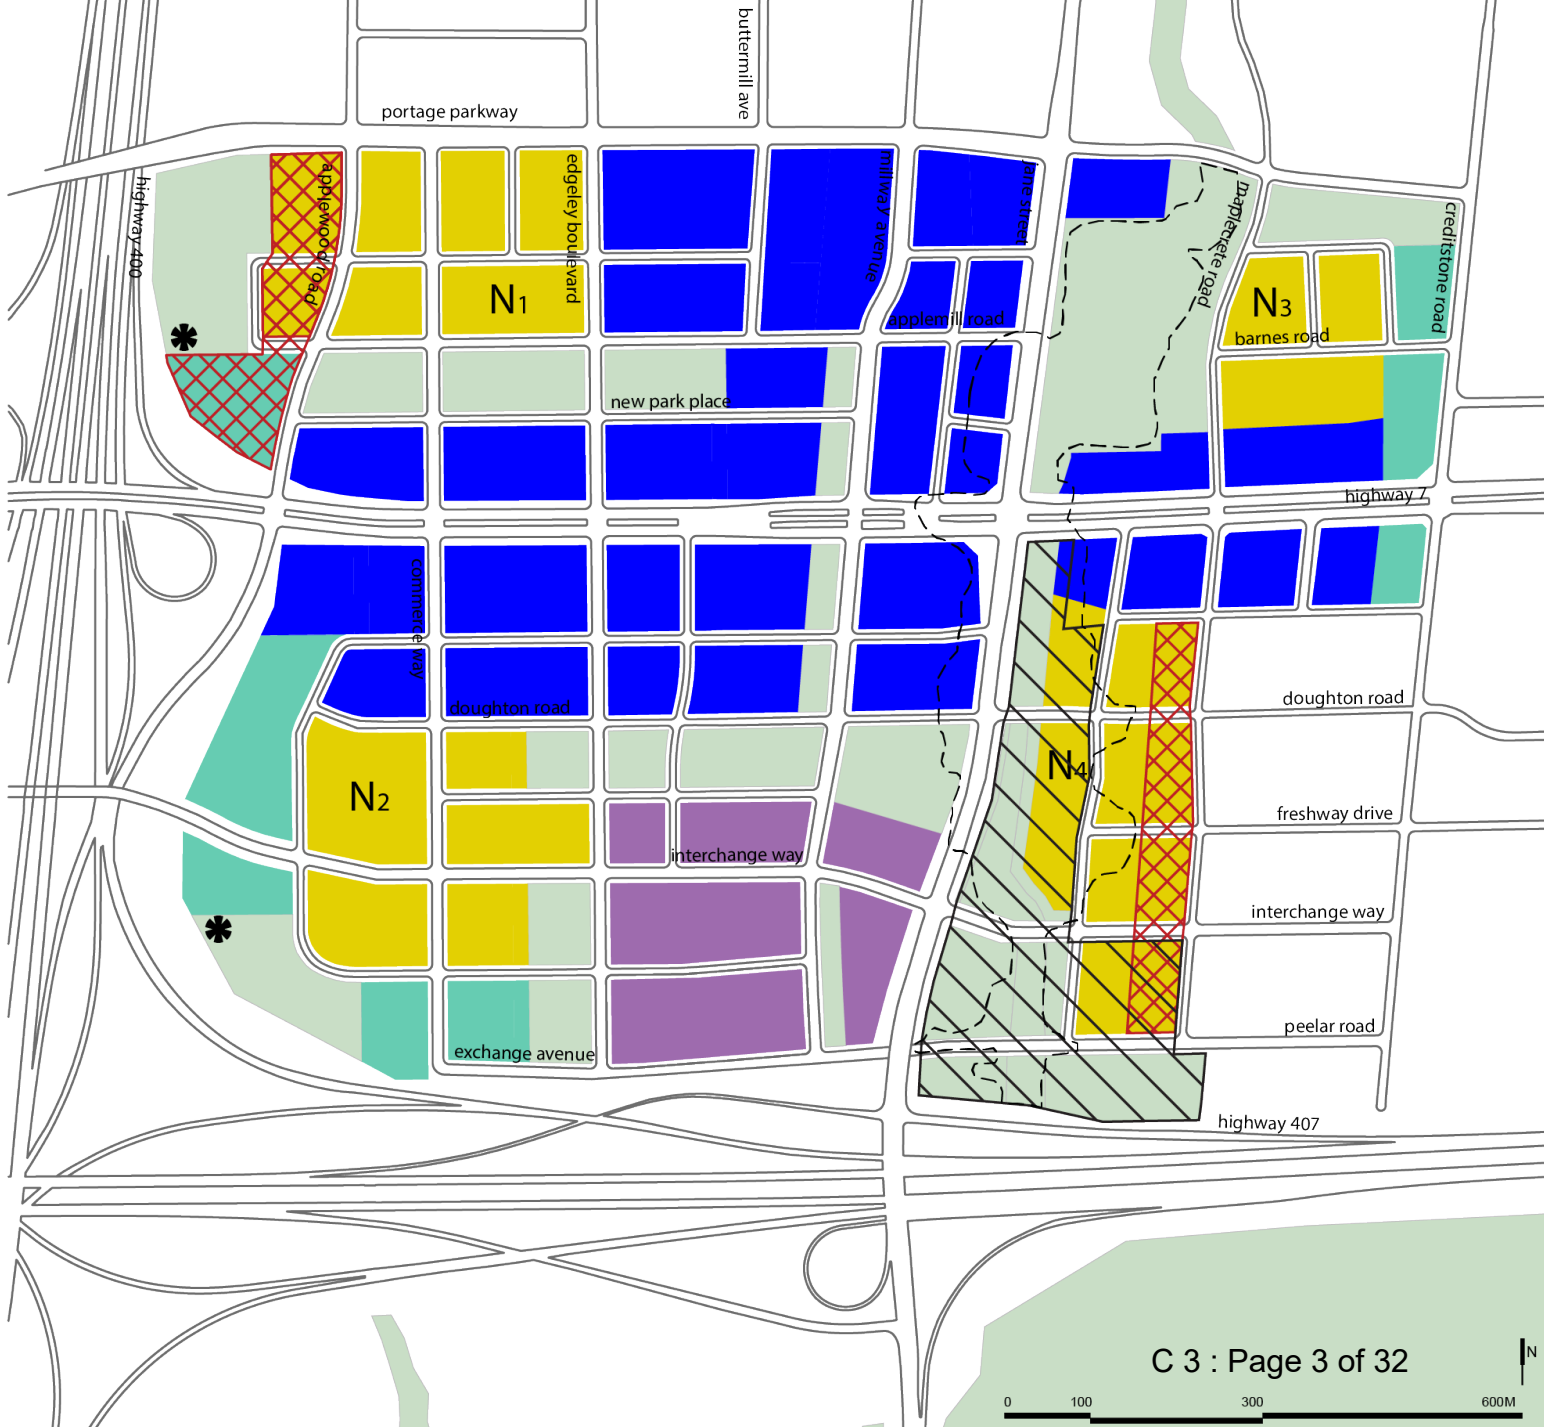 buttermill ave
portage parkway
highway 400
applewood road
edgeley boulevard
millway avenue
jane street
maplecrete road
creditstone road
N1
N3
applemill road
barnes road
new park place
highway 7
commerce way
doughton road
doughton road
N2
N4
freshway drive
interchange way
interchange way
peelar road
exchange avenue
highway 407
C 3 : Page 3 of 32
N
0 100 300 600M